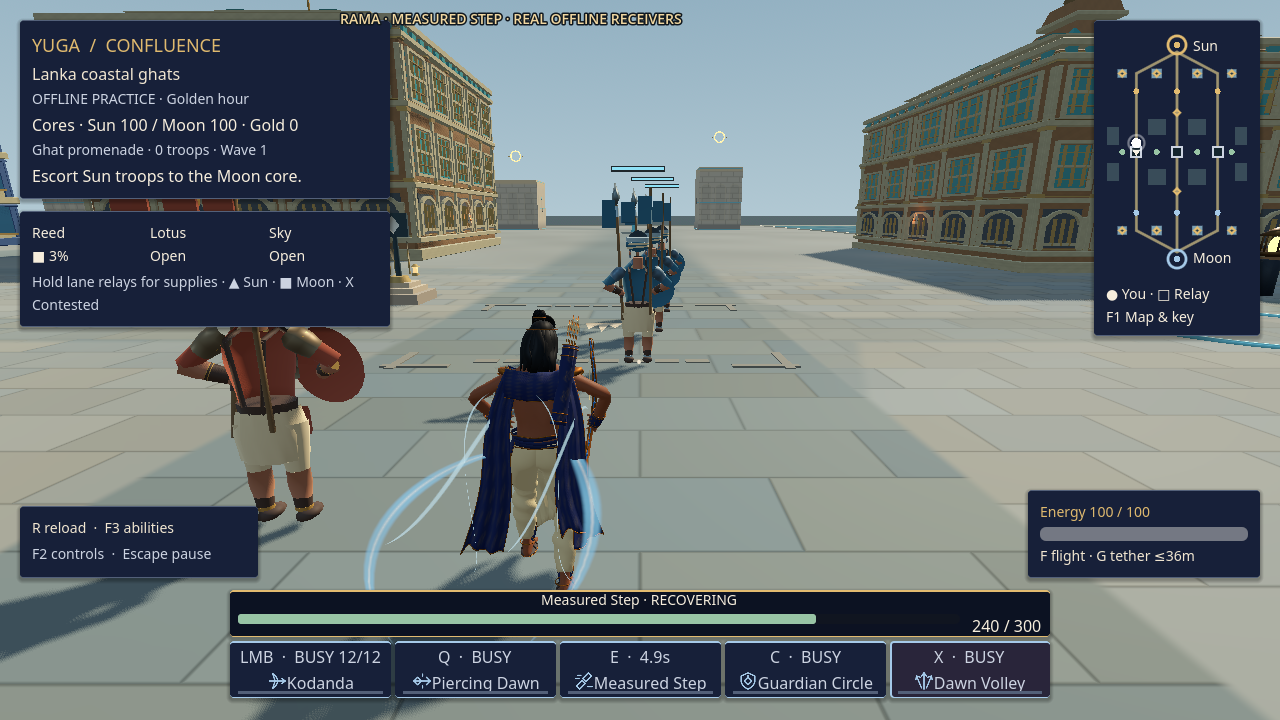 RAMA · MEASURED STEP · REAL OFFLINE RECEIVERS
YUGA / CONFLUENCE
Lanka coastal ghats
OFFLINE PRACTICE · Golden hour
Cores · Sun 100 / Moon 100 · Gold 0
Ghat promenade · 0 troops · Wave 1
Escort Sun troops to the Moon core.
Reed Lotus Sky
■ 3% Open Open
Hold lane relays for supplies · ▲ Sun · ■ Moon · X
Contested
Sun
Moon
● You · □ Relay
F1 Map & key
R reload · F3 abilities
F2 controls · Escape pause
Energy 100 / 100
F flight · G tether ≤36m
Measured Step · RECOVERING
240 / 300
LMB · BUSY 12/12
Kodanda
Q · BUSY
Piercing Dawn
E · 4.9s
Measured Step
C · BUSY
Guardian Circle
X · BUSY
Dawn Volley